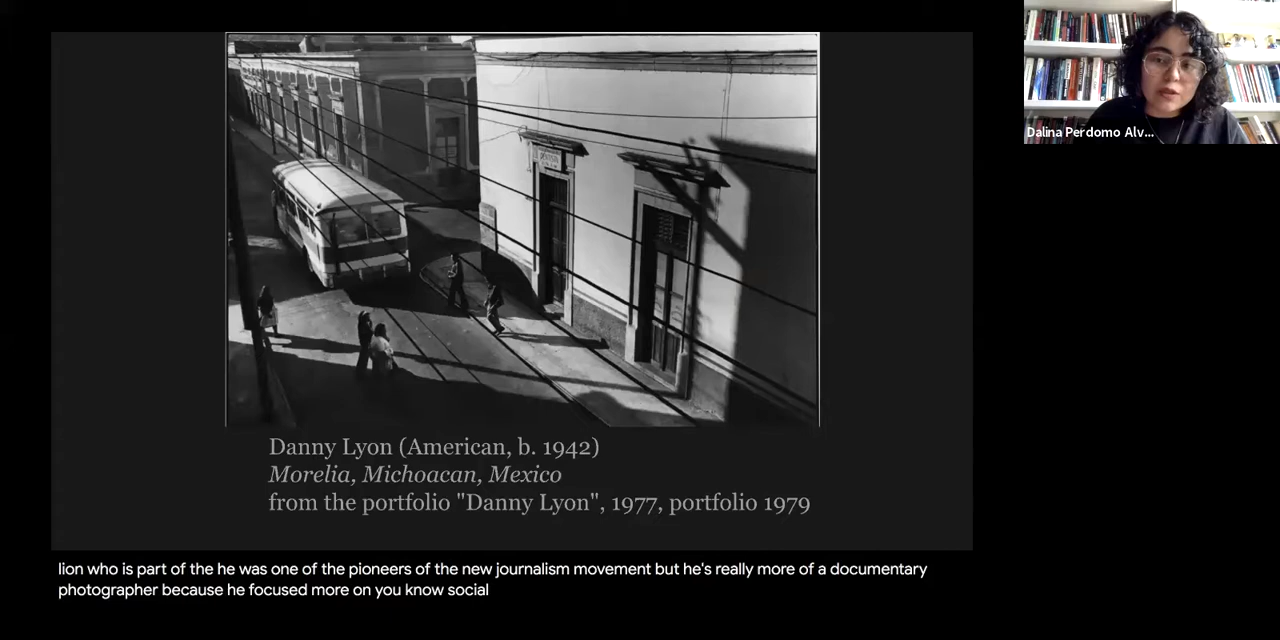 Dalina Perdomo Alv...
Danny Lyon (American, b. 1942)
Morelia, Michoacan, Mexico
from the portfolio "Danny Lyon", 1977, portfolio 1979
lion who is part of the he was one of the pioneers of the new journalism movement but he's really more of a documentary
photographer because he focused more on you know social